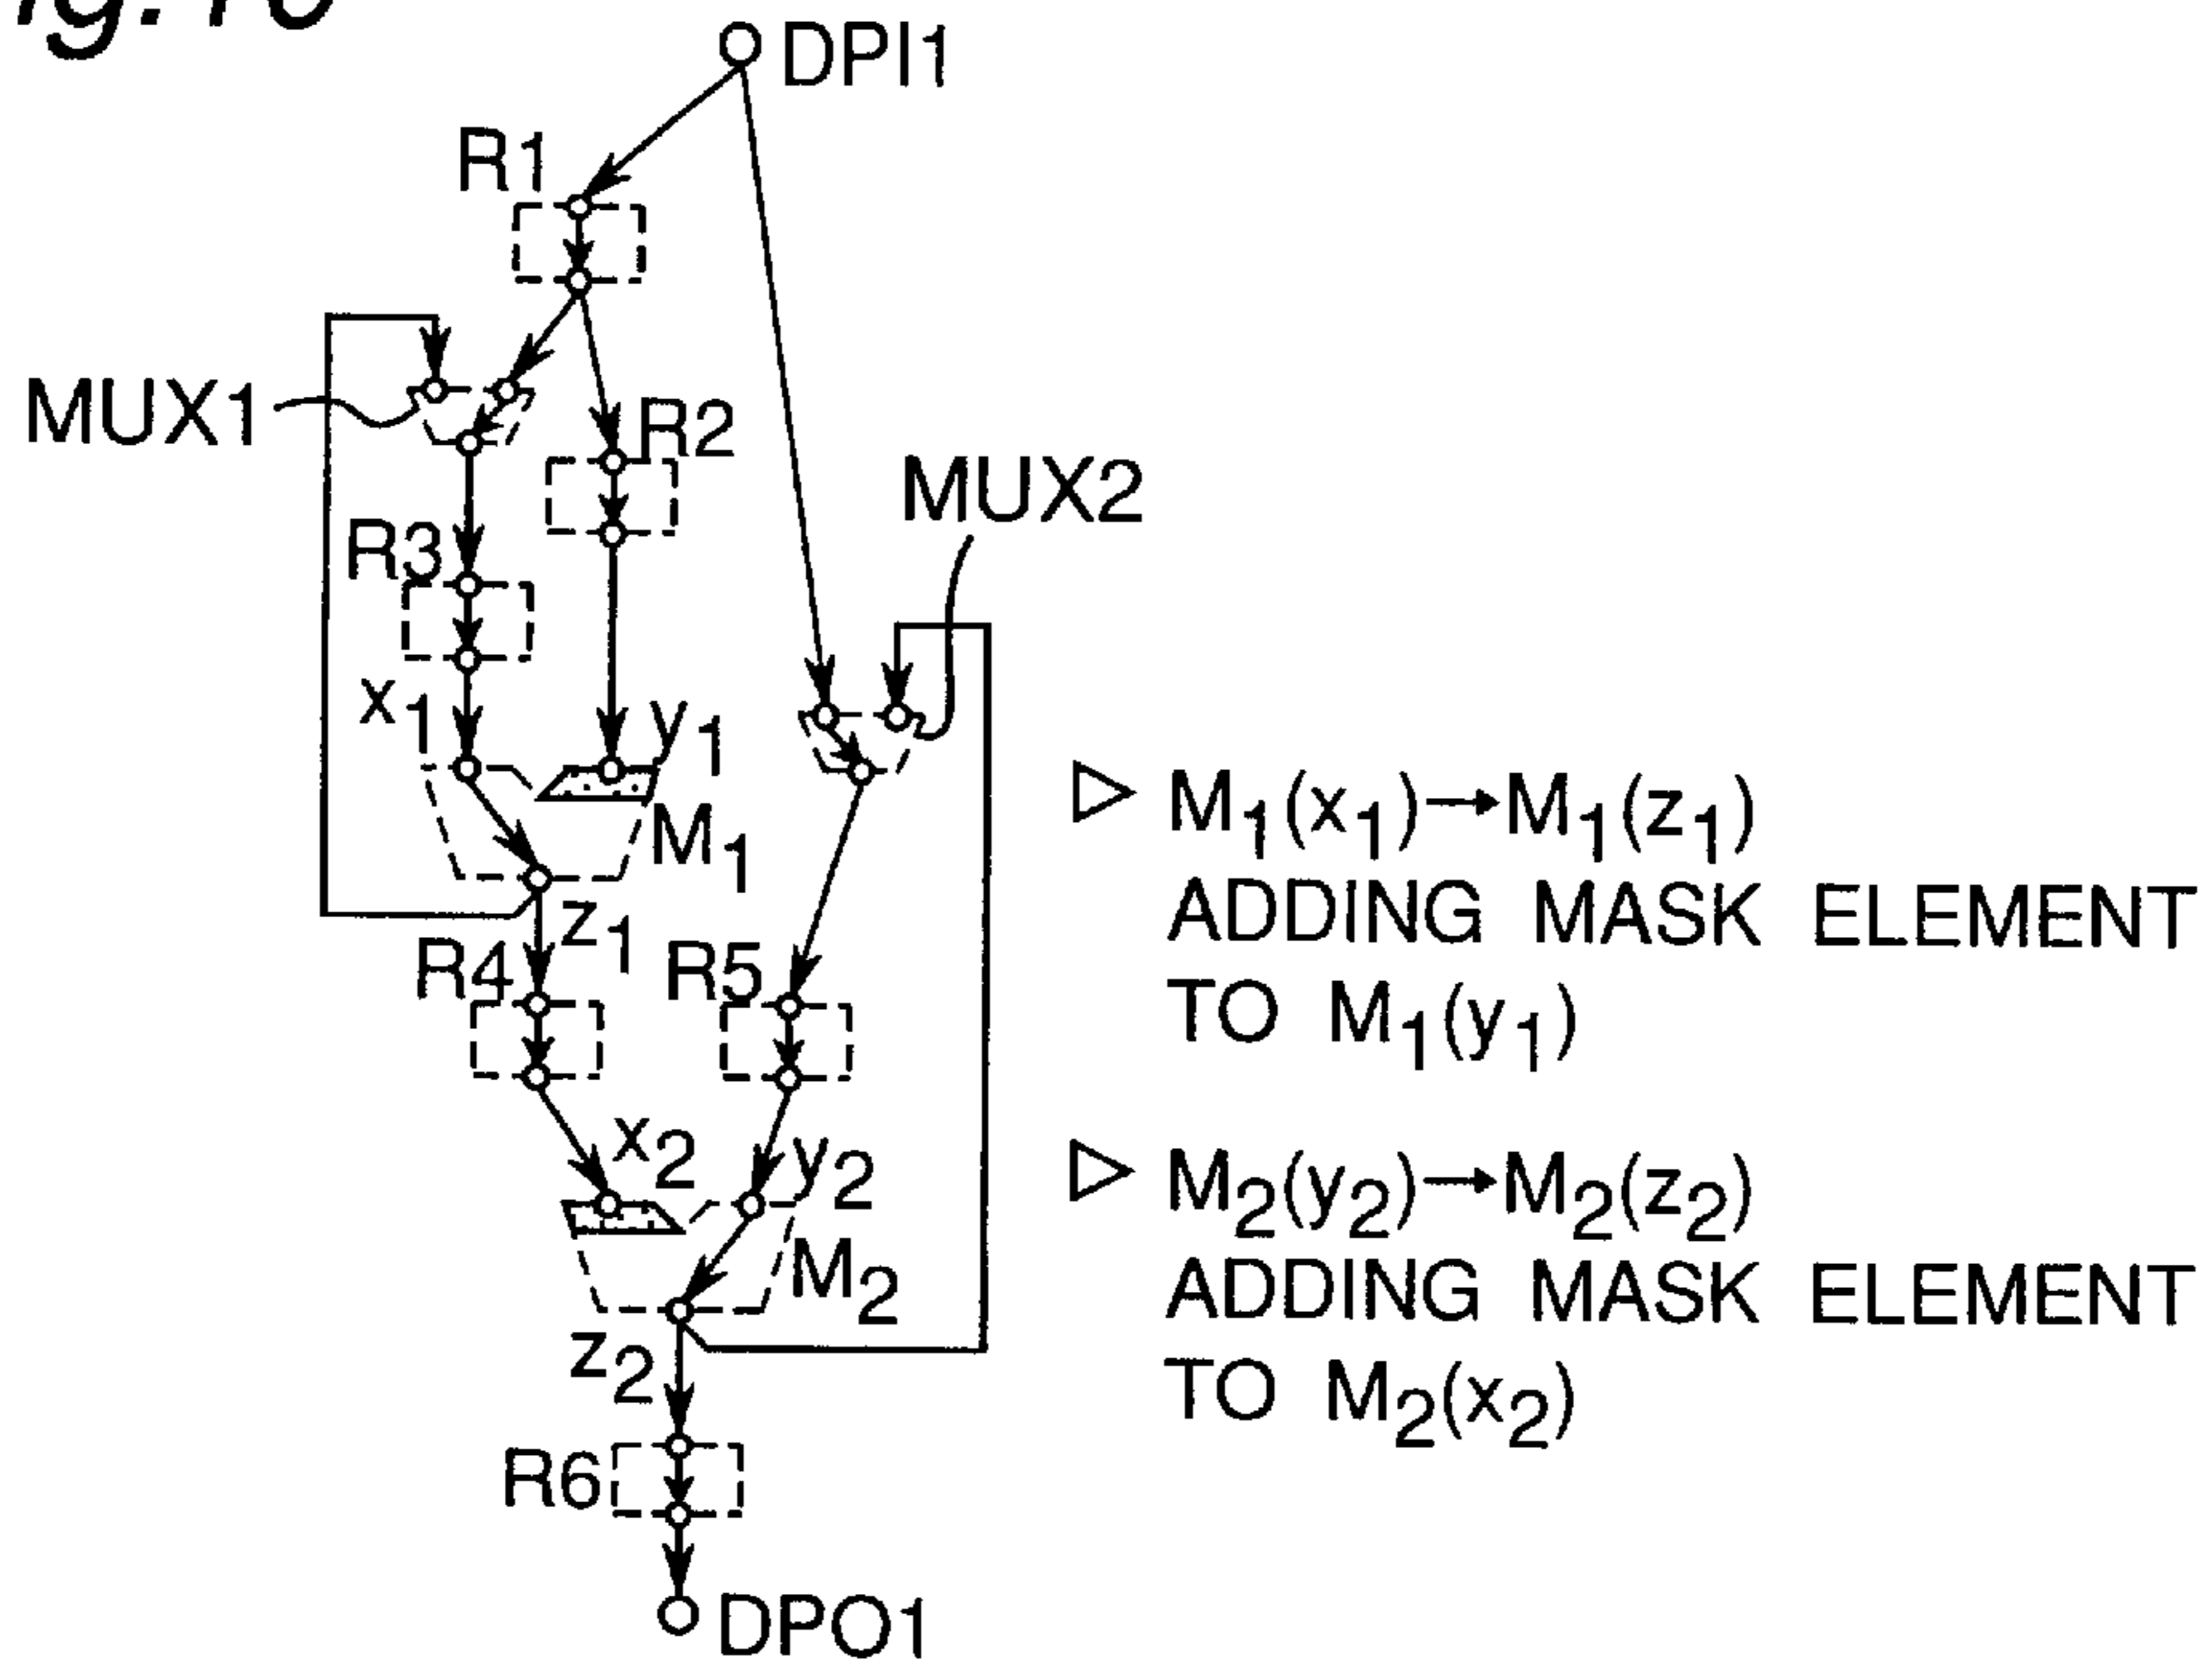 DPI1
R1
MUX1
R2
MUX2
R3
x1
y1
M1
z1
R4
R5
x2
y2
M2
z2
R6
DPO1
▷ M1(x1)→M1(z1)
ADDING MASK ELEMENT
TO M1(y1)
▷ M2(y2)→M2(z2)
ADDING MASK ELEMENT
TO M2(x2)